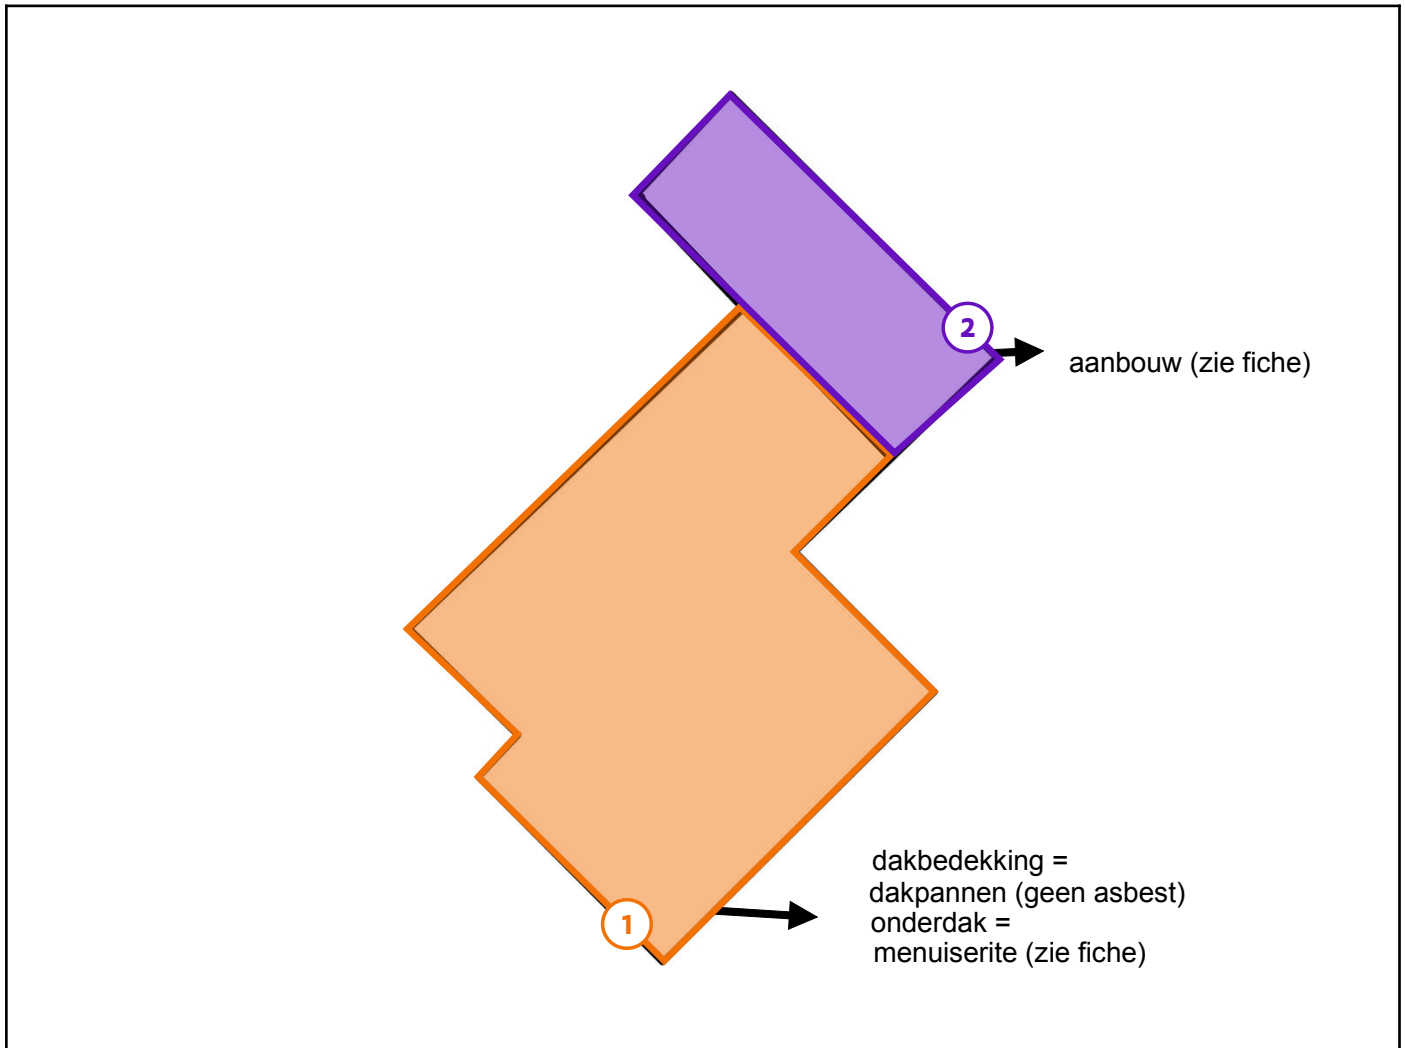 2
aanbouw (zie fiche)
dakbedekking =
dakpannen (geen asbest)
onderdak =
menuiserite (zie fiche)
1